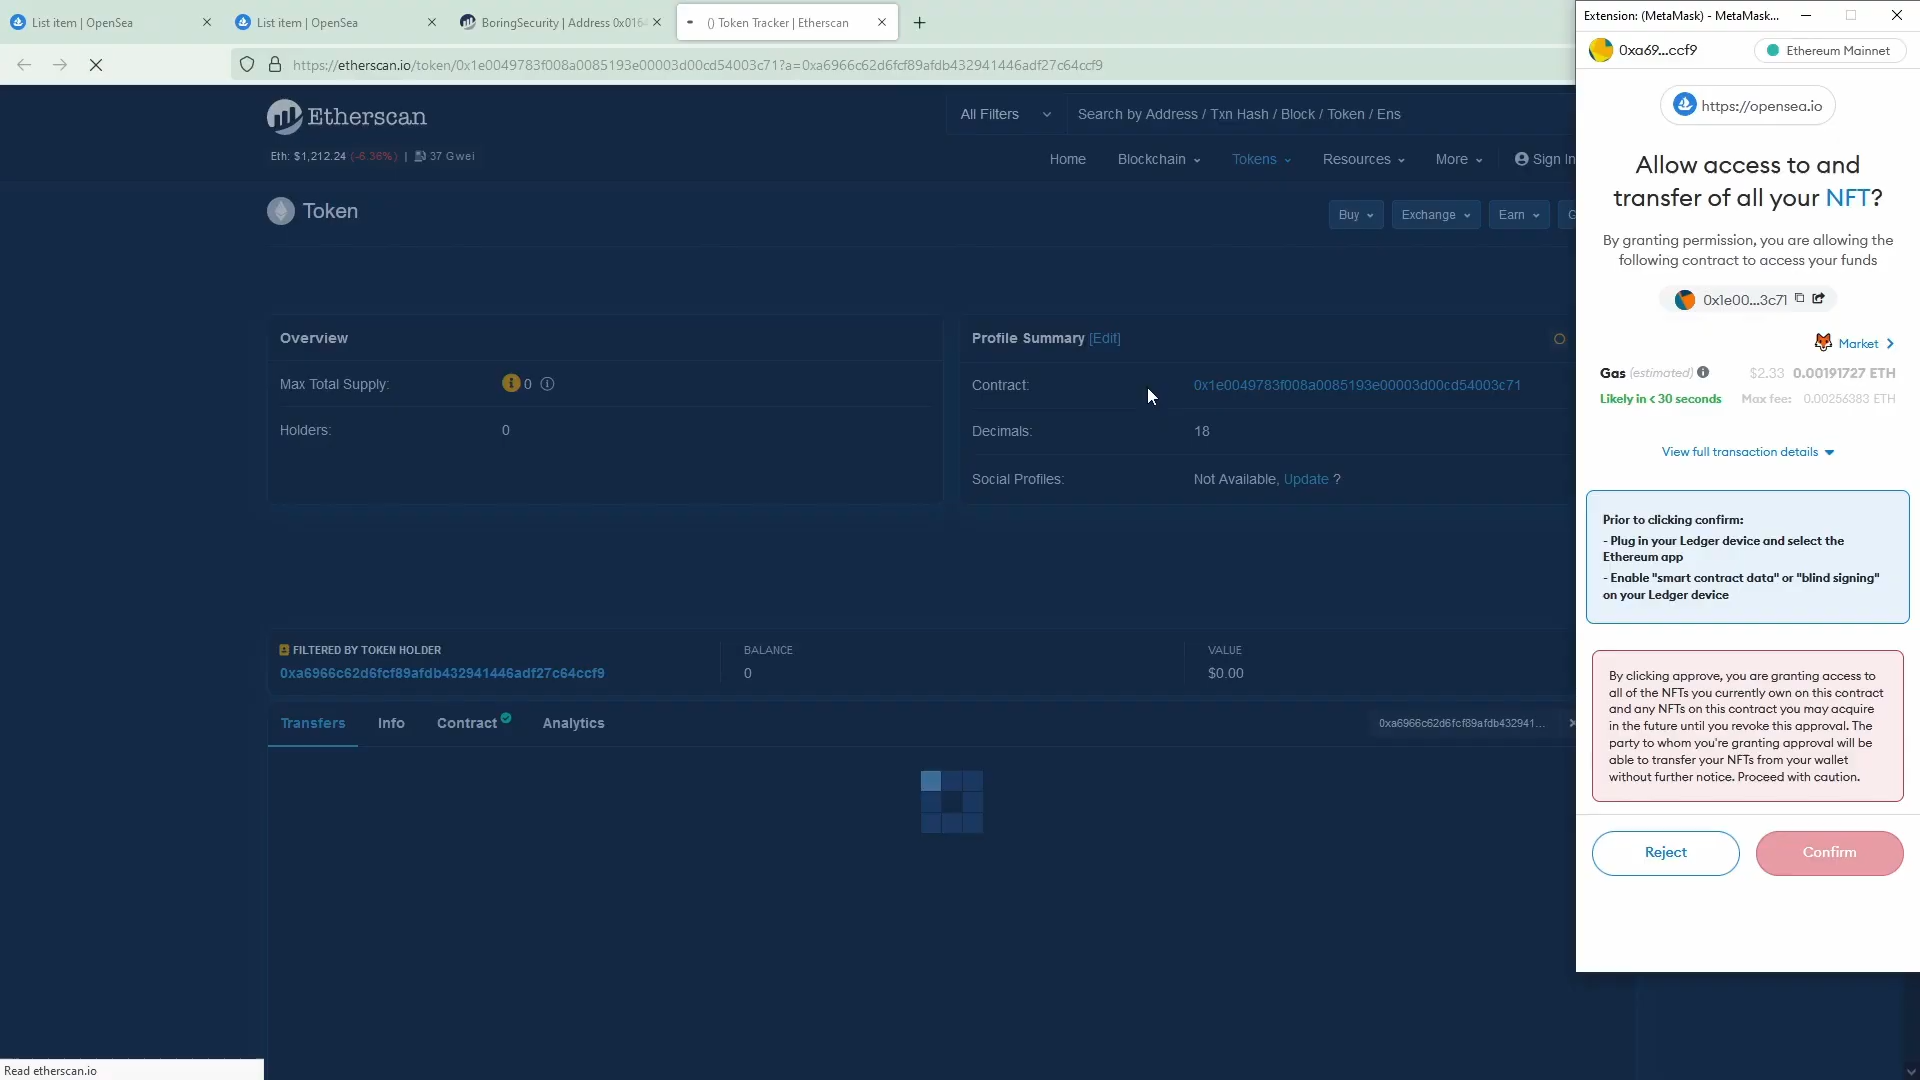 List item | OpenSea
List item | OpenSea
BoringSecurity | Address 0x0164
() Token Tracker | Etherscan
https://etherscan.io/token/0x1e0049783f008a0085193e00003d00cd54003c71?a=0xa6966c62d6fcf89afdb432941446adf27c64ccf9
Etherscan
All Filters
Search by Address / Txn Hash / Block / Token / Ens
Eth: $1,212.24 (-6.36%) | 37 Gwei
Home Blockchain Tokens Resources More Sign In
Token
Buy Exchange Earn G
Overview
Max Total Supply: 0
Holders: 0
Profile Summary [Edit]
Contract: 0x1e0049783f008a0085193e00003d00cd54003c71
Decimals: 18
Social Profiles: Not Available, Update ?
FILTERED BY TOKEN HOLDER
0xa6966c62d6fcf89afdb432941446adf27c64ccf9
BALANCE
0
VALUE
$0.00
Transfers Info Contract Analytics
0xa6966c62d6fcf89afdb432941...
Read etherscan.io
Extension: (MetaMask) - MetaMask...
0xa69...ccf9 Ethereum Mainnet
https://opensea.io
Allow access to and
transfer of all your NFT?
By granting permission, you are allowing the
following contract to access your funds
0x1e00...3c71
Market
Gas (estimated) $2.33 0.00191727 ETH
Likely in < 30 seconds Max fee: 0.00256383 ETH
View full transaction details
Prior to clicking confirm:
- Plug in your Ledger device and select the
Ethereum app
- Enable "smart contract data" or "blind signing"
on your Ledger device
By clicking approve, you are granting access to
all of the NFTs you currently own on this contract
and any NFTs on this contract you may acquire
in the future until you revoke this approval. The
party to whom you're granting approval will be
able to transfer your NFTs from your wallet
without further notice. Proceed with caution.
Reject
Confirm